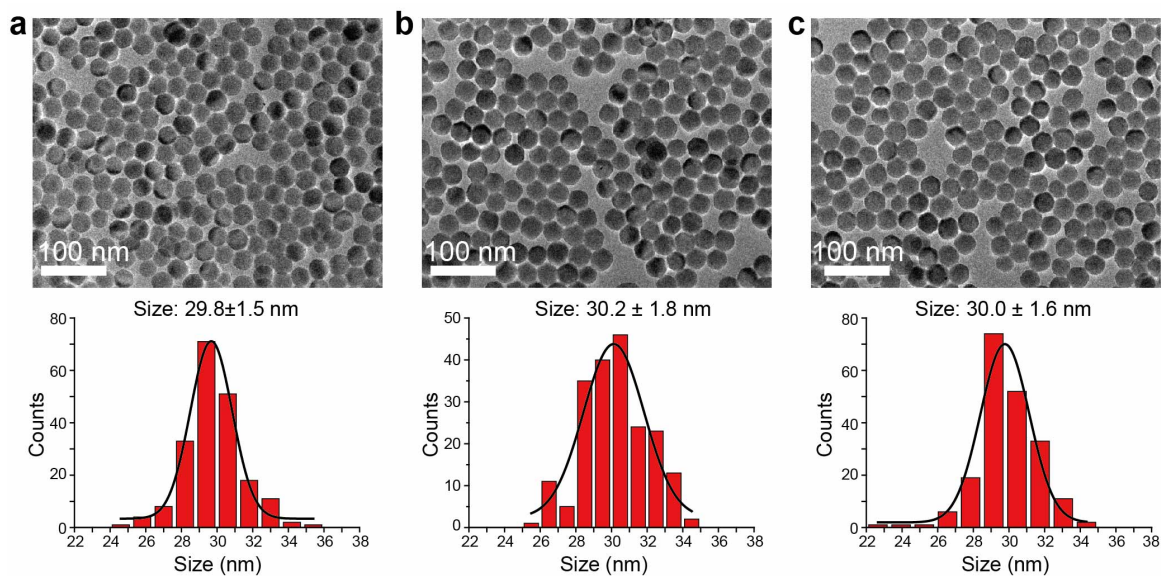 a
b
c
100 nm
100 nm
100 nm
Size: 29.8±1.5 nm
Size: 30.2 ± 1.8 nm
Size: 30.0 ± 1.6 nm
Counts
80
60
40
20
0
22 24 26 28 30 32 34 36 38
Size (nm)
Counts
50
40
30
20
10
0
22 24 26 28 30 32 34 36 38
Size (nm)
Counts
80
60
40
20
0
22 24 26 28 30 32 34 36 38
Size (nm)